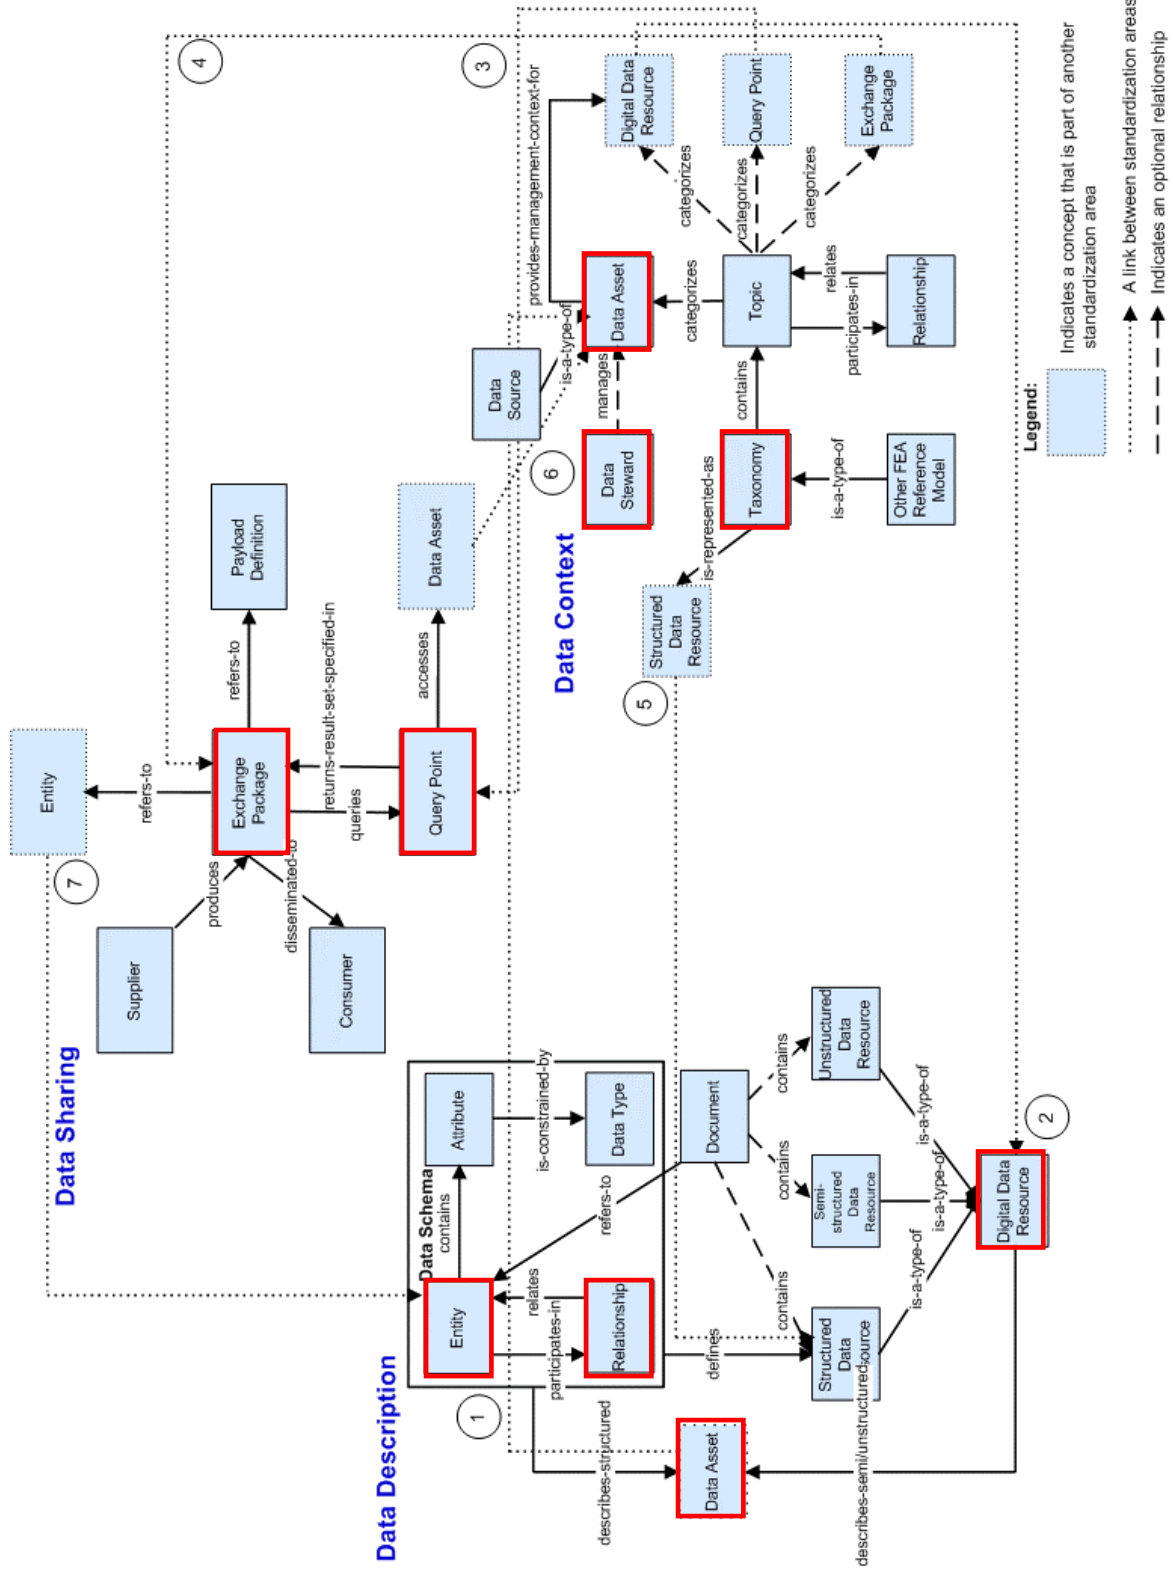 Data Description
1
Data Schema
Entity
contains
Attribute
is-constrained-by
Data Type
relates
participates-in
Relationship
refers-to
Document
contains
contains
contains
defines
Structured
Data
source
Semi-
structured
Data
Resource
Unstructured
Data
Resource
is-a-type-of
is-a-type-of
is-a-type-of
Digital Data
Resource
2
describes-structured
Data Asset
describes-semi/unstructured
Data Sharing
Supplier
produces
Entity
7
refers-to
Exchange
Package
disseminated-to
Consumer
refers-to
Payload
Definition
queries
returns-result-set-specified-in
Query Point
accesses
Data Asset
4
3
Data Context
6
Data
Source
is-a-type-of
Data
Steward
manages
Data Asset
provides-management-context-for
Digital Data
Resource
Query Point
Exchange
Package
categorizes
categorizes
categorizes
categorizes
Topic
contains
Taxonomy
is-represented-as
Structured
Data
Resource
5
is-a-type-of
Other FEA
Reference
Model
participates-in
relates
Relationship
Legend:
Indicates a concept that is part of another
standardization area
A link between standardization areas
Indicates an optional relationship